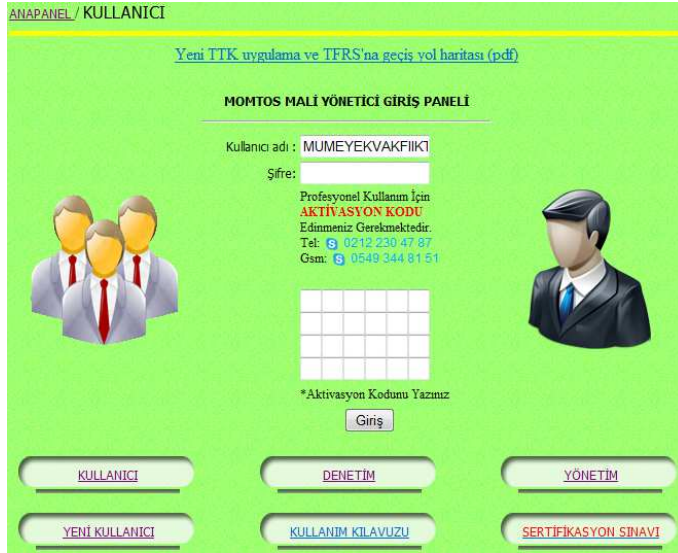 ANAPANEL / KULLANICI
Yeni TTK uygulama ve TFRS'na geçiş yol haritası (pdf)
MOMTOS MALİ YÖNETİCİ GİRİŞ PANELİ
Kullanıcı adı : MUMEYEKVAKFIIKT
Şifre:
Profesyonel Kullanım İçin
AKTİVASYON KODU
Edinmeniz Gerekmektedir.
Tel: 0212 230 47 87
Gsm: 0549 344 81 51
*Aktivasyon Kodunu Yazınız
Giriş
KULLANICI DENETİM YÖNETİM
YENİ KULLANICI KULLANIM KILAVUZU SERTİFİKASYON SINAVI